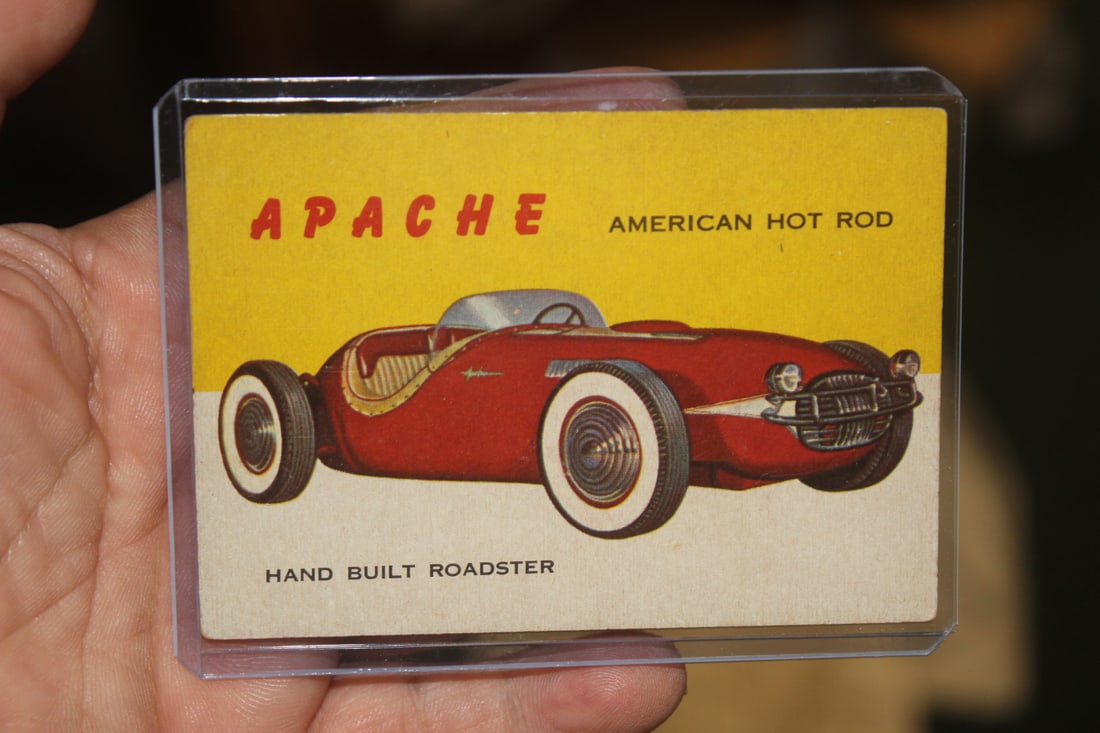 APACHE
AMERICAN HOT ROD
HAND BUILT ROADSTER